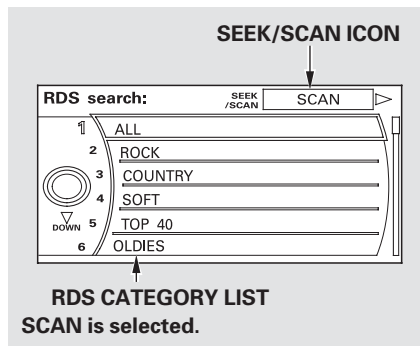 SEEK/SCAN ICON
RDS search:
SEEK
/SCAN
SCAN
1 ALL
2 ROCK
3 COUNTRY
4 SOFT
DOWN
5 TOP 40
6 OLDIES
RDS CATEGORY LIST
SCAN is selected.